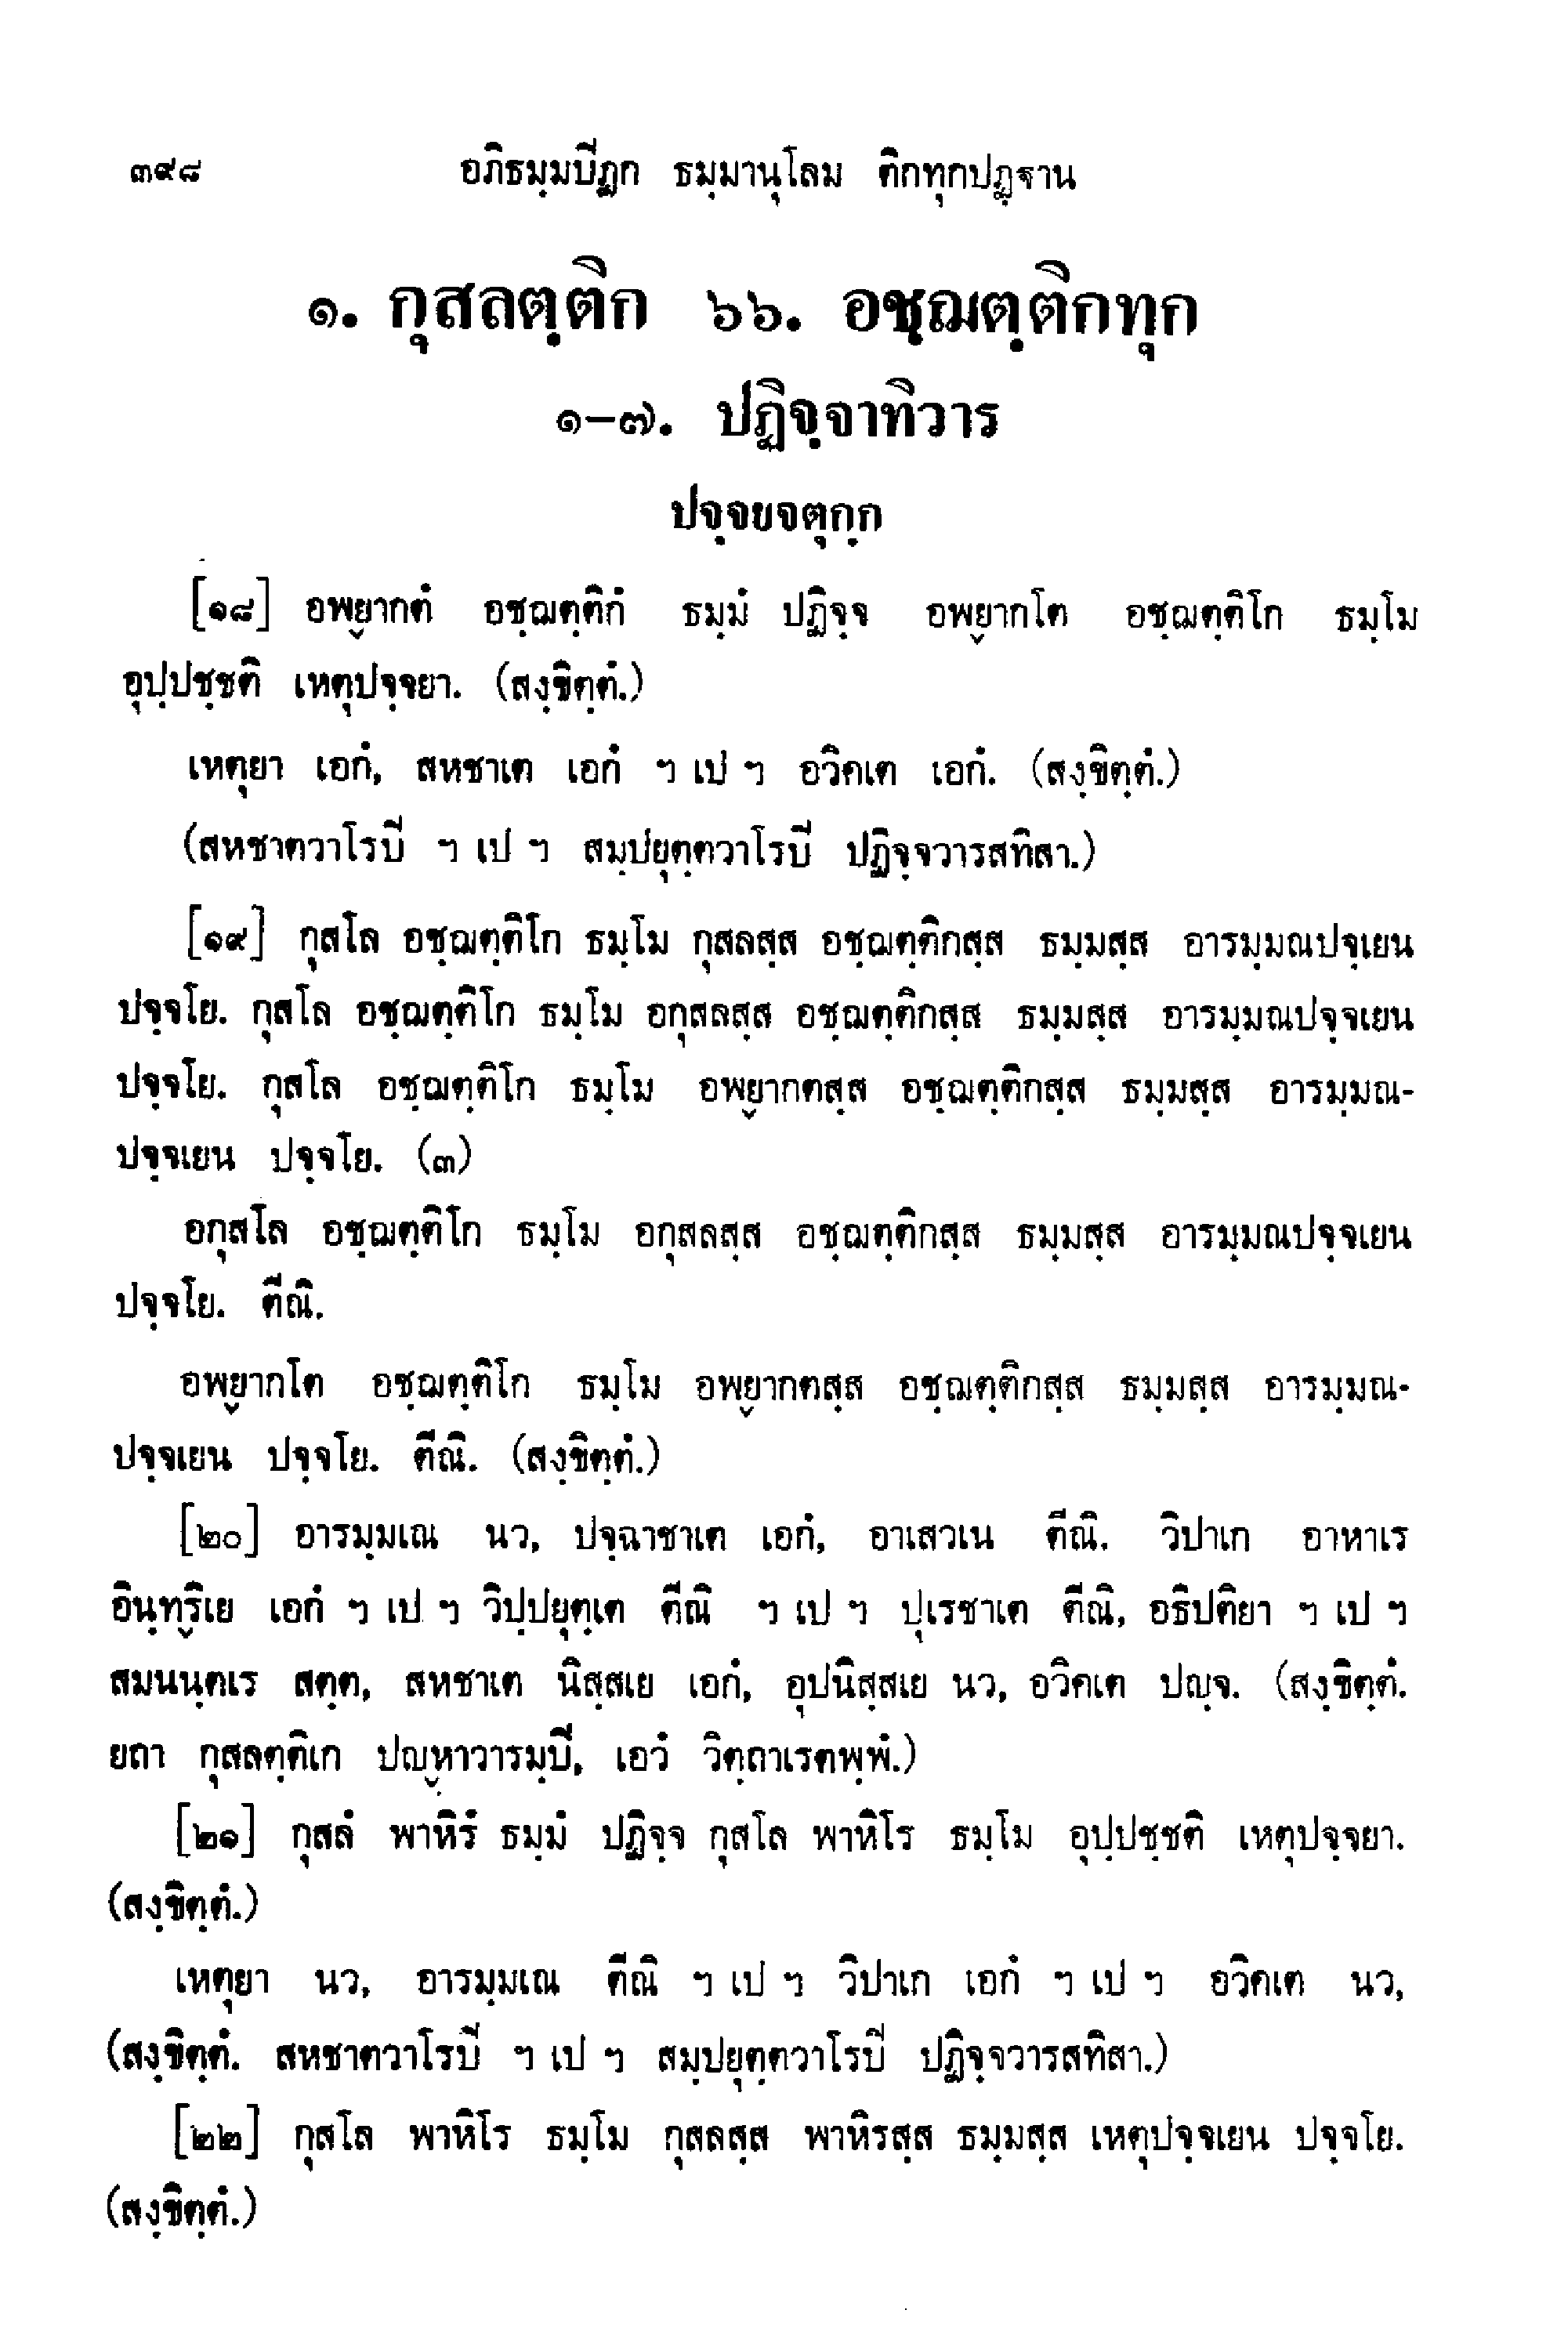 ๓๙๘ อภิธมฺมปีฏก ธมฺมานุโลม ติกทุกปฏฺฐาน
๑. กุสลตฺติก ๖๖. อชฺฌตฺติกทุก
๑–๗. ปฏิจฺจาทิวาร
ปจฺจยจตุกฺก
[๑๘] อพฺยากตํ อชฺฌตฺติกํ ธมฺมํ ปฏิจฺจ อพฺยากโต อชฺฌตฺติโก ธมฺโม
อุปฺปชฺชติ เหตุปจฺจยา. (สงฺขิตฺตํ.)
เหตุยา เอกํ, สหชาเต เอกํ ฯ เป ฯ อวิคเต เอกํ. (สงฺขิตฺตํ.)
(สหชาตวาโรปี ฯ เป ฯ สมฺปยุตฺตวาโรปี ปฏิจฺจวารสทิสา.)
[๑๙] กุสโล อชฺฌตฺติโก ธมฺโม กุสลสฺส อชฺฌตฺติกสฺส ธมฺมสฺส อารมฺมณปจฺเยน
ปจฺจโย. กุสโล อชฺฌตฺติโก ธมฺโม อกุสลสฺส อชฺฌตฺติกสฺส ธมฺมสฺส อารมฺมณปจฺจเยน
ปจฺจโย. กุสโล อชฺฌตฺติโก ธมฺโม อพฺยากตสฺส อชฺฌตฺติกสฺส ธมฺมสฺส อารมฺมณ-
ปจฺจเยน ปจฺจโย. (๓)
อกุสโล อชฺฌตฺติโก ธมฺโม อกุสลสฺส อชฺฌตฺติกสฺส ธมฺมสฺส อารมฺมณปจฺจเยน
ปจฺจโย. ตีณิ.
อพฺยากโต อชฺฌตฺติโก ธมฺโม อพฺยากตสฺส อชฺฌตฺติกสฺส ธมฺมสฺส อารมฺมณ-
ปจฺจเยน ปจฺจโย. ตีณิ. (สงฺขิตฺตํ.)
[๒๐] อารมฺมเณ นว, ปจฺฉาชาเต เอกํ, อาเสวเน ตีณิ. วิปาเก อาหาเร
อินฺทฺริเย เอกํ ฯ เป ฯ วิปฺปยุตฺเต ตีณิ ฯ เป ฯ ปุเรชาเต ตีณิ, อธิปติยา ฯ เป ฯ
สมนนฺตเร สตฺต, สหชาเต นิสฺสเย เอกํ, อุปนิสฺสเย นว, อวิคเต ปญฺจ. (สงฺขิตฺตํ.
ยถา กุสลตฺติเก ปญฺหาวารมฺปี, เอวํ วิตฺถาเรตพฺพํ.)
[๒๑] กุสลํ พาหิรํ ธมฺมํ ปฏิจฺจ กุสโล พาหิโร ธมฺโม อุปฺปชฺชติ เหตุปจฺจยา.
(สงฺขิตฺตํ.)
เหตุยา นว, อารมฺมเณ ตีณิ ฯ เป ฯ วิปาเก เอกํ ฯ เป ฯ อวิคเต นว,
(สงฺขิตฺตํ. สหชาตวาโรปี ฯ เป ฯ สมฺปยุตฺตวาโรปี ปฏิจฺจวารสทิสา.)
[๒๒] กุสโล พาหิโร ธมฺโม กุสลสฺส พาหิรสฺส ธมฺมสฺส เหตุปจฺจเยน ปจฺจโย.
(สงฺขิตฺตํ.)